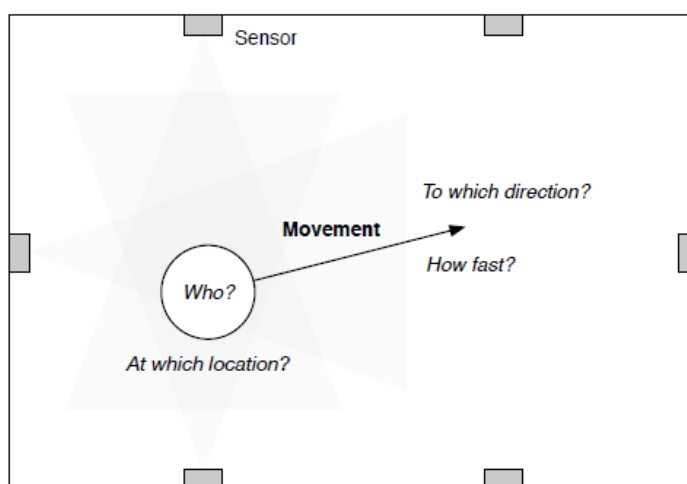 Sensor
To which direction?
Movement
How fast?
Who?
At which location?